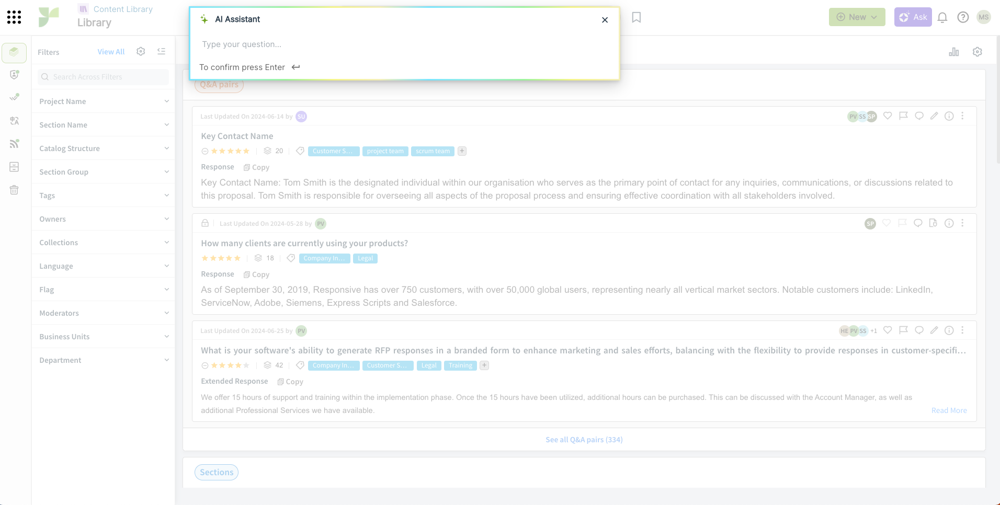 Content Library
Library
AI Assistant
Type your question...
To confirm press Enter
New
Ask
MS
Filters
View All
Search Across Filters
Project Name
Section Name
Catalog Structure
Section Group
Tags
Owners
Collections
Language
Flag
Moderators
Business Units
Department
Q&A pairs
Last Updated On 2024-06-14 by SU
PV SS SP
Key Contact Name
20 Customer S... project team scrum team +
Response Copy
Key Contact Name: Tom Smith is the designated individual within our organisation who serves as the primary point of contact for any inquiries, communications, or discussions related to
this proposal. Tom Smith is responsible for overseeing all aspects of the proposal process and ensuring effective coordination with all stakeholders involved.
Last Updated On 2024-05-28 by PV
SP
How many clients are currently using your products?
18 Company In... Legal
Response Copy
As of September 30, 2019, Responsive has over 750 customers, with over 50,000 global users, representing nearly all vertical market sectors. Notable customers include: LinkedIn,
ServiceNow, Adobe, Siemens, Express Scripts and Salesforce.
Last Updated On 2024-06-25 by PV
HE PV SS +1
What is your software's ability to generate RFP responses in a branded form to enhance marketing and sales efforts, balancing with the flexibility to provide responses in customer-specifi...
42 Company In... Customer S... Legal Training +
Extended Response Copy
We offer 15 hours of support and training within the implementation phase. Once the 15 hours have been utilized, additional hours can be purchased. This can be discussed with the Account Manager, as well as
additional Professional Services we have available.
Read More
See all Q&A pairs (334)
Sections